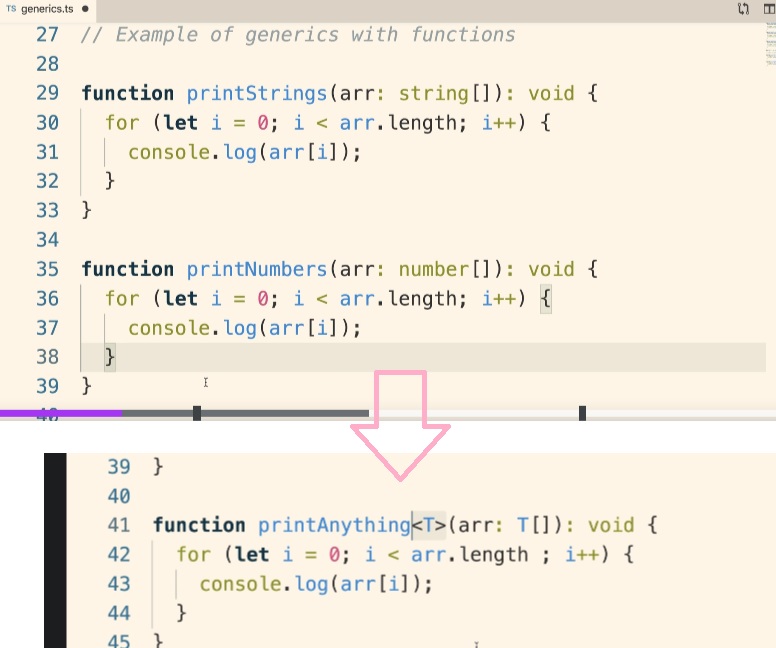 TS generics.ts
27 // Example of generics with functions
28
29 function printStrings(arr: string[]): void {
30 for (let i = 0; i < arr.length; i++) {
31 console.log(arr[i]);
32 }
33 }
34
35 function printNumbers(arr: number[]): void {
36 for (let i = 0; i < arr.length; i++) {
37 console.log(arr[i]);
38 }
39 }
40
39 }
40
41 function printAnything<T>(arr: T[]): void {
42 for (let i = 0; i < arr.length ; i++) {
43 console.log(arr[i]);
44 }
45 }